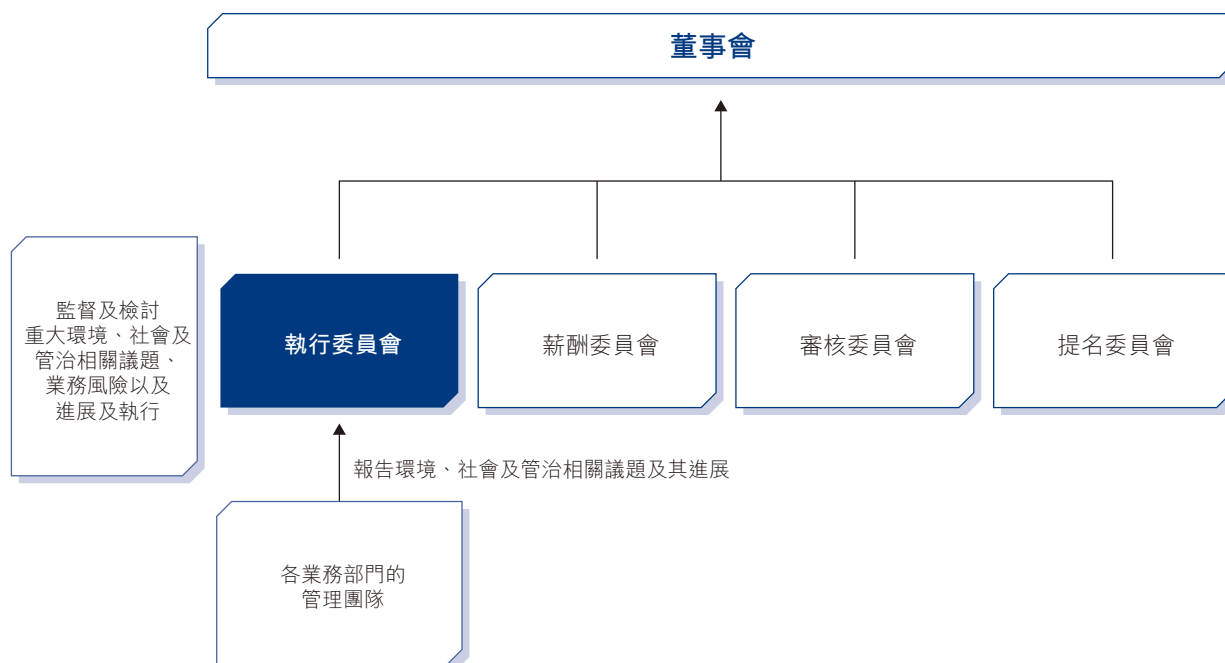 董事會
監督及檢討
重大環境、社會及
管治相關議題、
業務風險以及
進展及執行
執行委員會
薪酬委員會
審核委員會
提名委員會
報告環境、社會及管治相關議題及其進展
各業務部門的
管理團隊